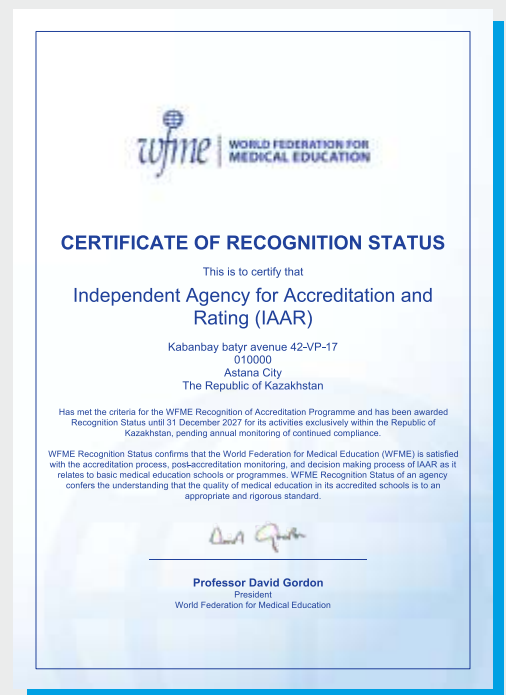 wfme
WORLD FEDERATION FOR
MEDICAL EDUCATION
CERTIFICATE OF RECOGNITION STATUS
This is to certify that
Independent Agency for Accreditation and
Rating (IAAR)
Kabanbay batyr avenue 42-VP-17
010000
Astana City
The Republic of Kazakhstan
Has met the criteria for the WFME Recognition of Accreditation Programme and has been awarded
Recognition Status until 31 December 2027 for its activities exclusively within the Republic of
Kazakhstan, pending annual monitoring of continued compliance.
WFME Recognition Status confirms that the World Federation for Medical Education (WFME) is satisfied
with the accreditation process, post-accreditation monitoring, and decision making process of IAAR as it
relates to basic medical education schools or programmes. WFME Recognition Status of an agency
confers the understanding that the quality of medical education in its accredited schools is to an
appropriate and rigorous standard.
David Gordon
Professor David Gordon
President
World Federation for Medical Education